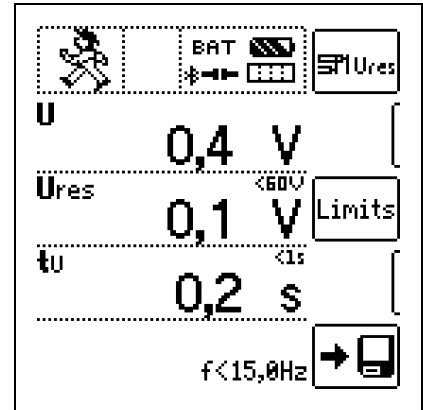 BAT
Ures
U
0,4 V
Ures <60V
0,1 V
Limits
tU <1s
0,2 s
f<15,0Hz